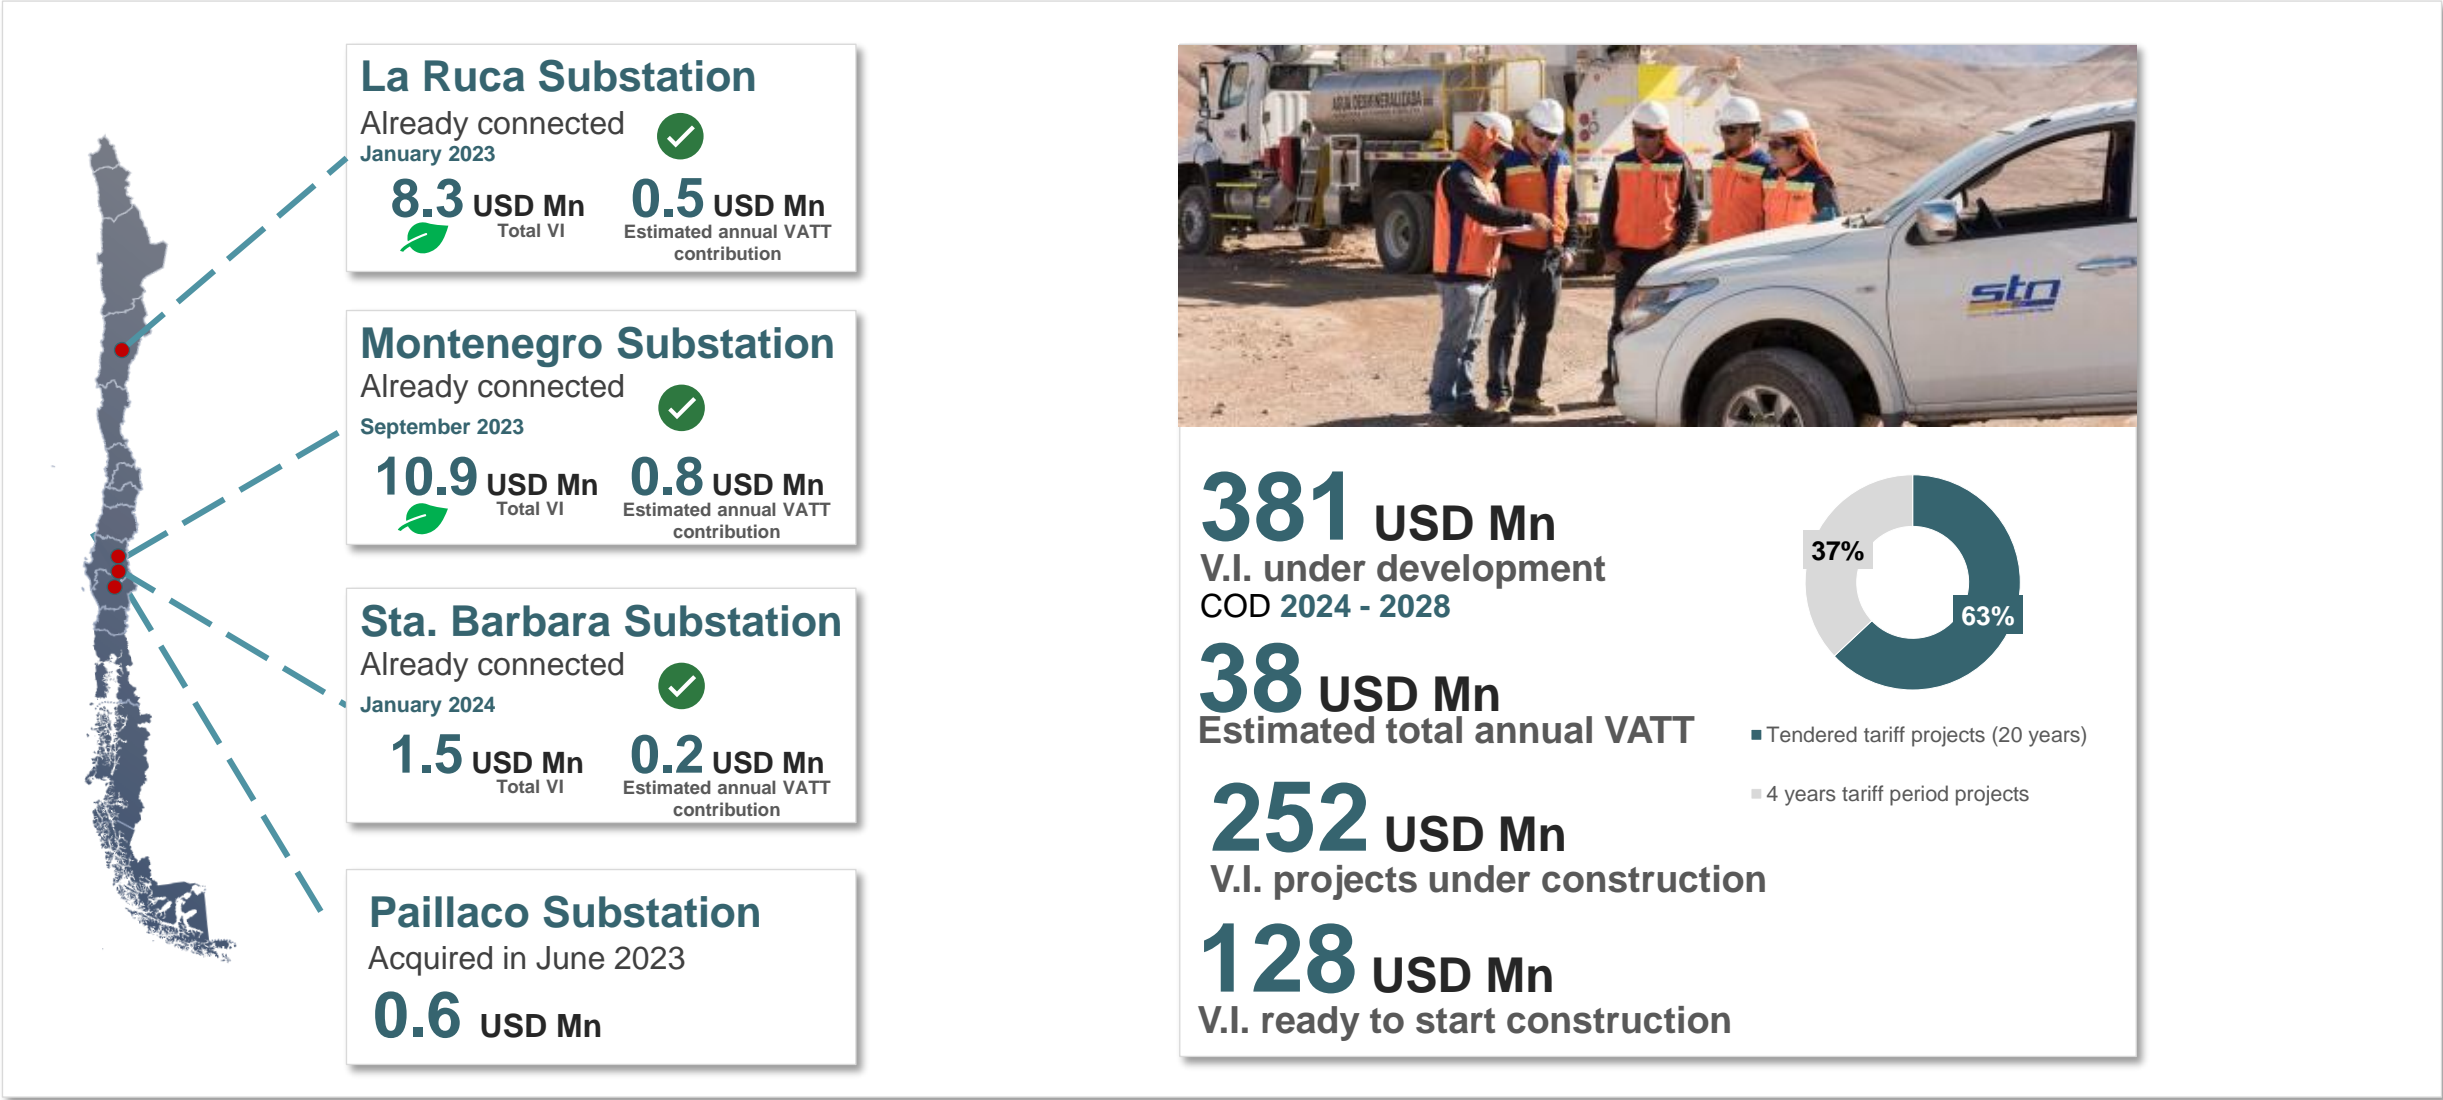 La Ruca Substation
Already connected
January 2023
8.3 USD Mn
Total VI
0.5 USD Mn
Estimated annual VATT
contribution
Montenegro Substation
Already connected
September 2023
10.9 USD Mn
Total VI
0.8 USD Mn
Estimated annual VATT
contribution
Sta. Barbara Substation
Already connected
January 2024
1.5 USD Mn
Total VI
0.2 USD Mn
Estimated annual VATT
contribution
Paillaco Substation
Acquired in June 2023
0.6 USD Mn
AGUA DESMINERALIZADA
stn
381 USD Mn
V.I. under development
COD 2024 - 2028
38 USD Mn
Estimated total annual VATT
252 USD Mn
V.I. projects under construction
128 USD Mn
V.I. ready to start construction
37%
63%
Tendered tariff projects (20 years)
4 years tariff period projects